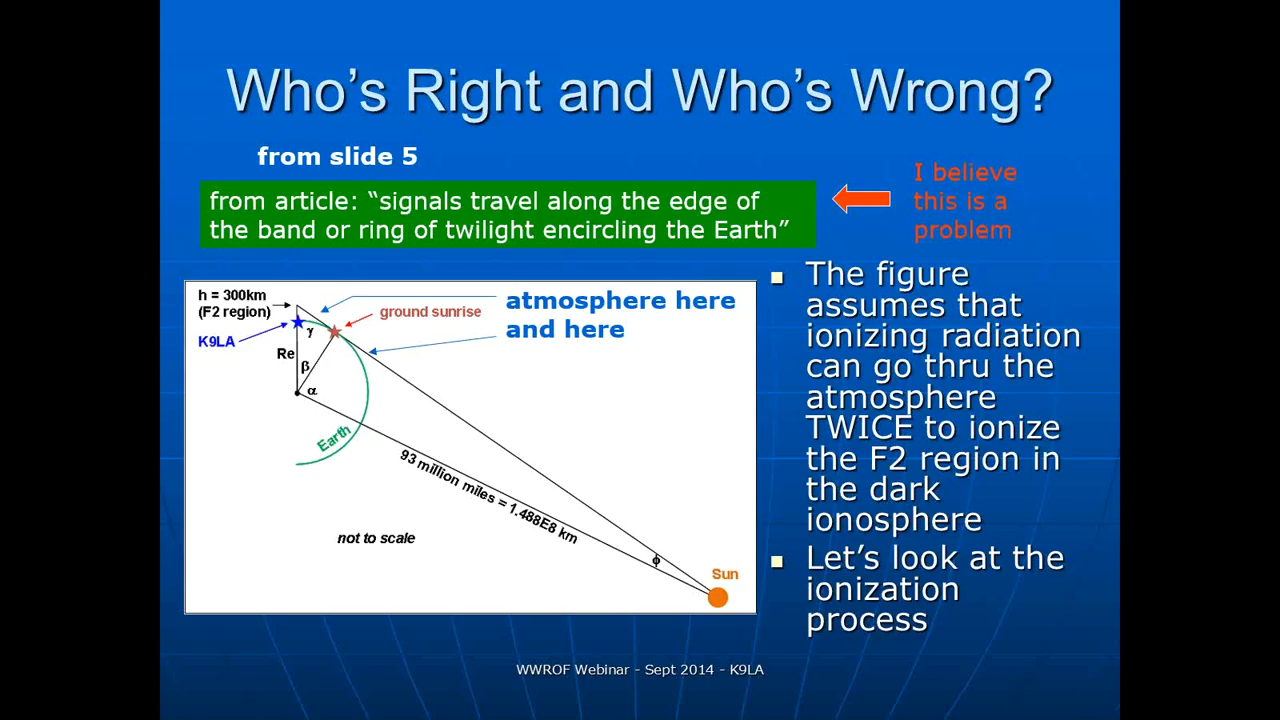 Who's Right and Who's Wrong?
from slide 5
from article: “signals travel along the edge of
the band or ring of twilight encircling the Earth”
I believe
this is a
problem
h = 300km
(F2 region)
K9LA
ground sunrise
atmosphere here
and here
γ
Re
β
α
Earth
93 million miles = 1.488E8 km
not to scale
ϕ
Sun
The figure
assumes that
ionizing radiation
can go thru the
atmosphere
TWICE to ionize
the F2 region in
the dark
ionosphere
Let's look at the
ionization
process
WWROF Webinar - Sept 2014 - K9LA